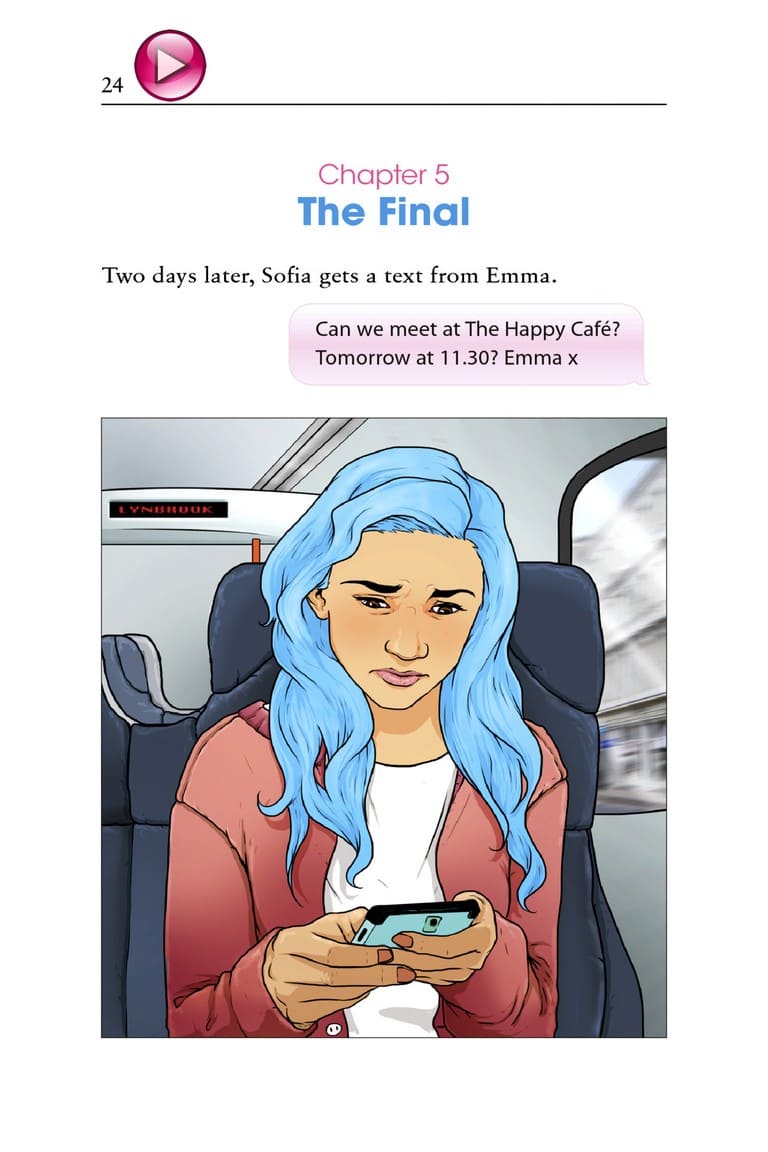 24
Chapter 5
The Final
Two days later, Sofia gets a text from Emma.
Can we meet at The Happy Café?
Tomorrow at 11.30? Emma x
LYNBROOK